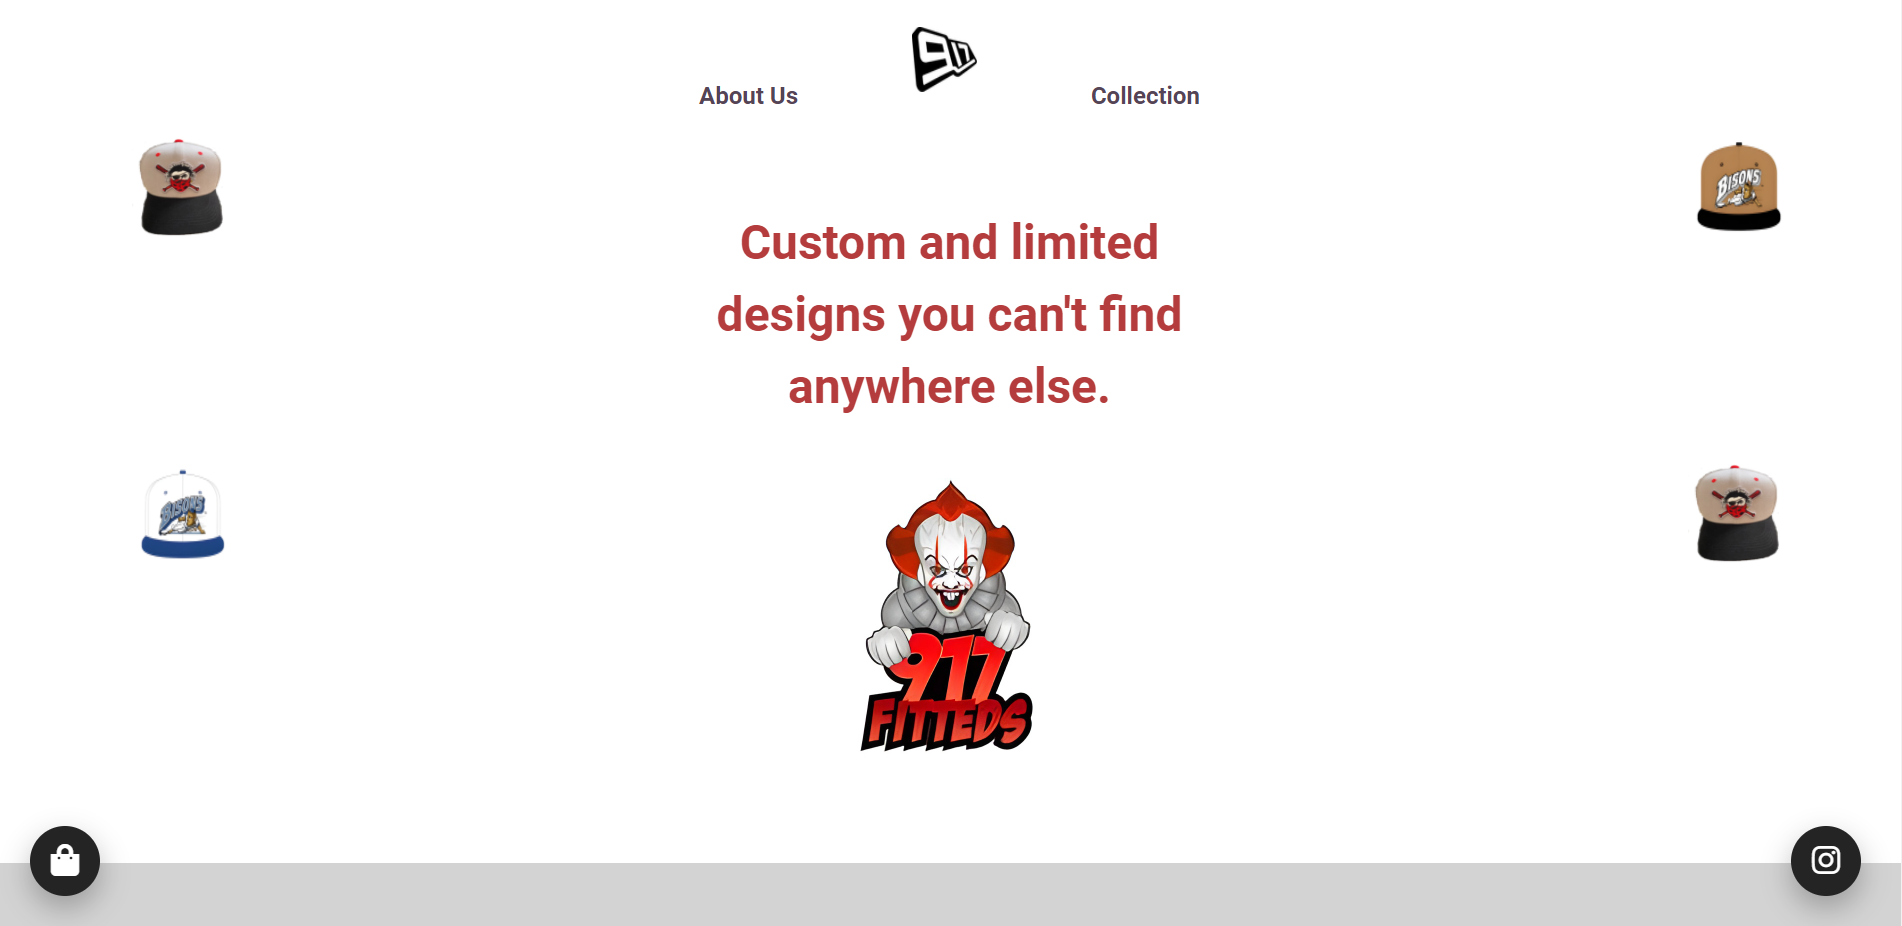 917
About Us
Collection
BISONS
Custom and limited
designs you can't find
anywhere else.
BISONS
917
FITTEDS